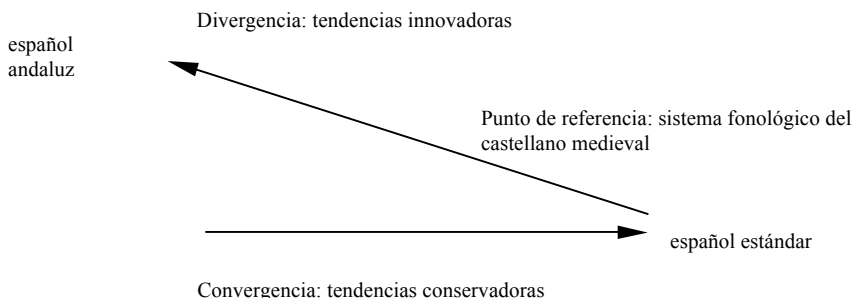 Divergencia: tendencias innovadoras
español
andaluz
Punto de referencia: sistema fonológico del
castellano medieval
español estándar
Convergencia: tendencias conservadoras